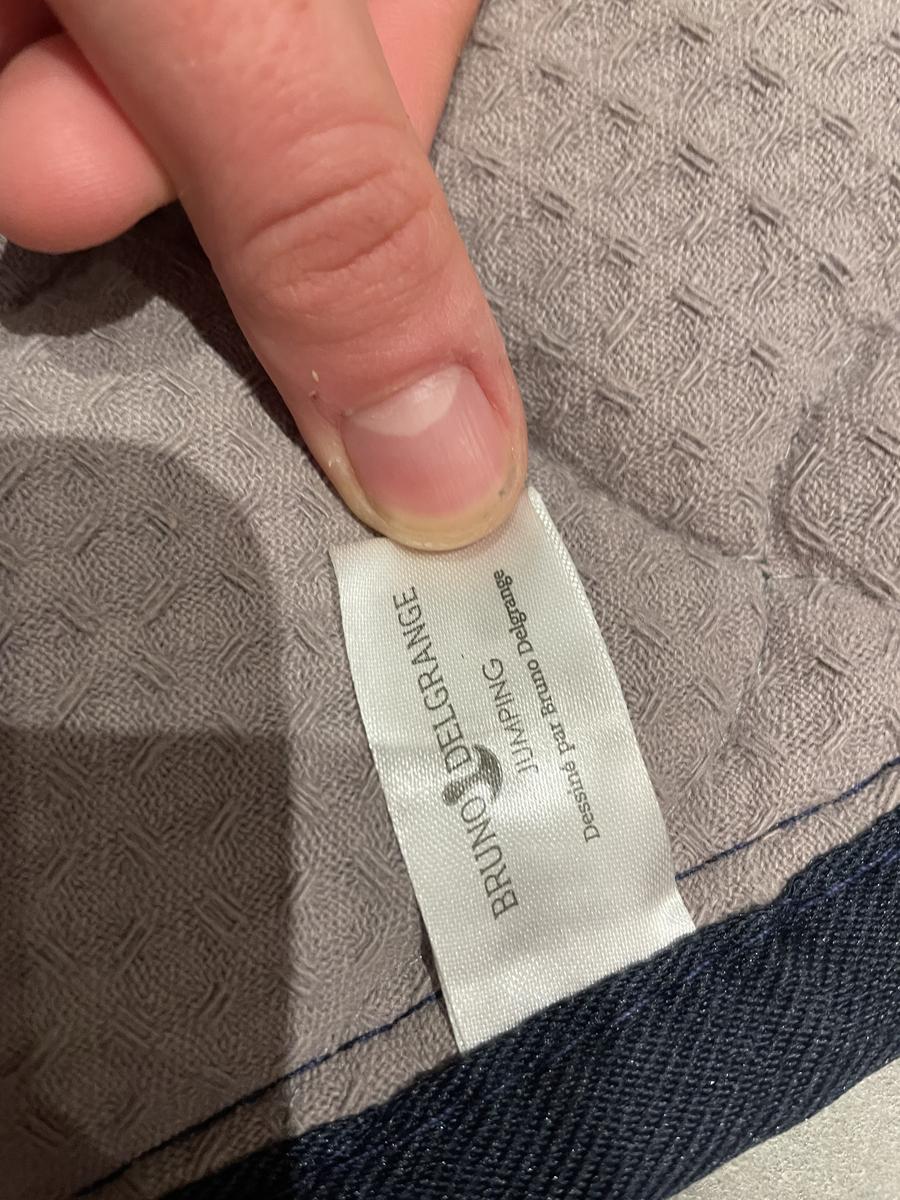 BRUNO DELGRANGE
JUMPING
Dessiné par Bruno Delgrange